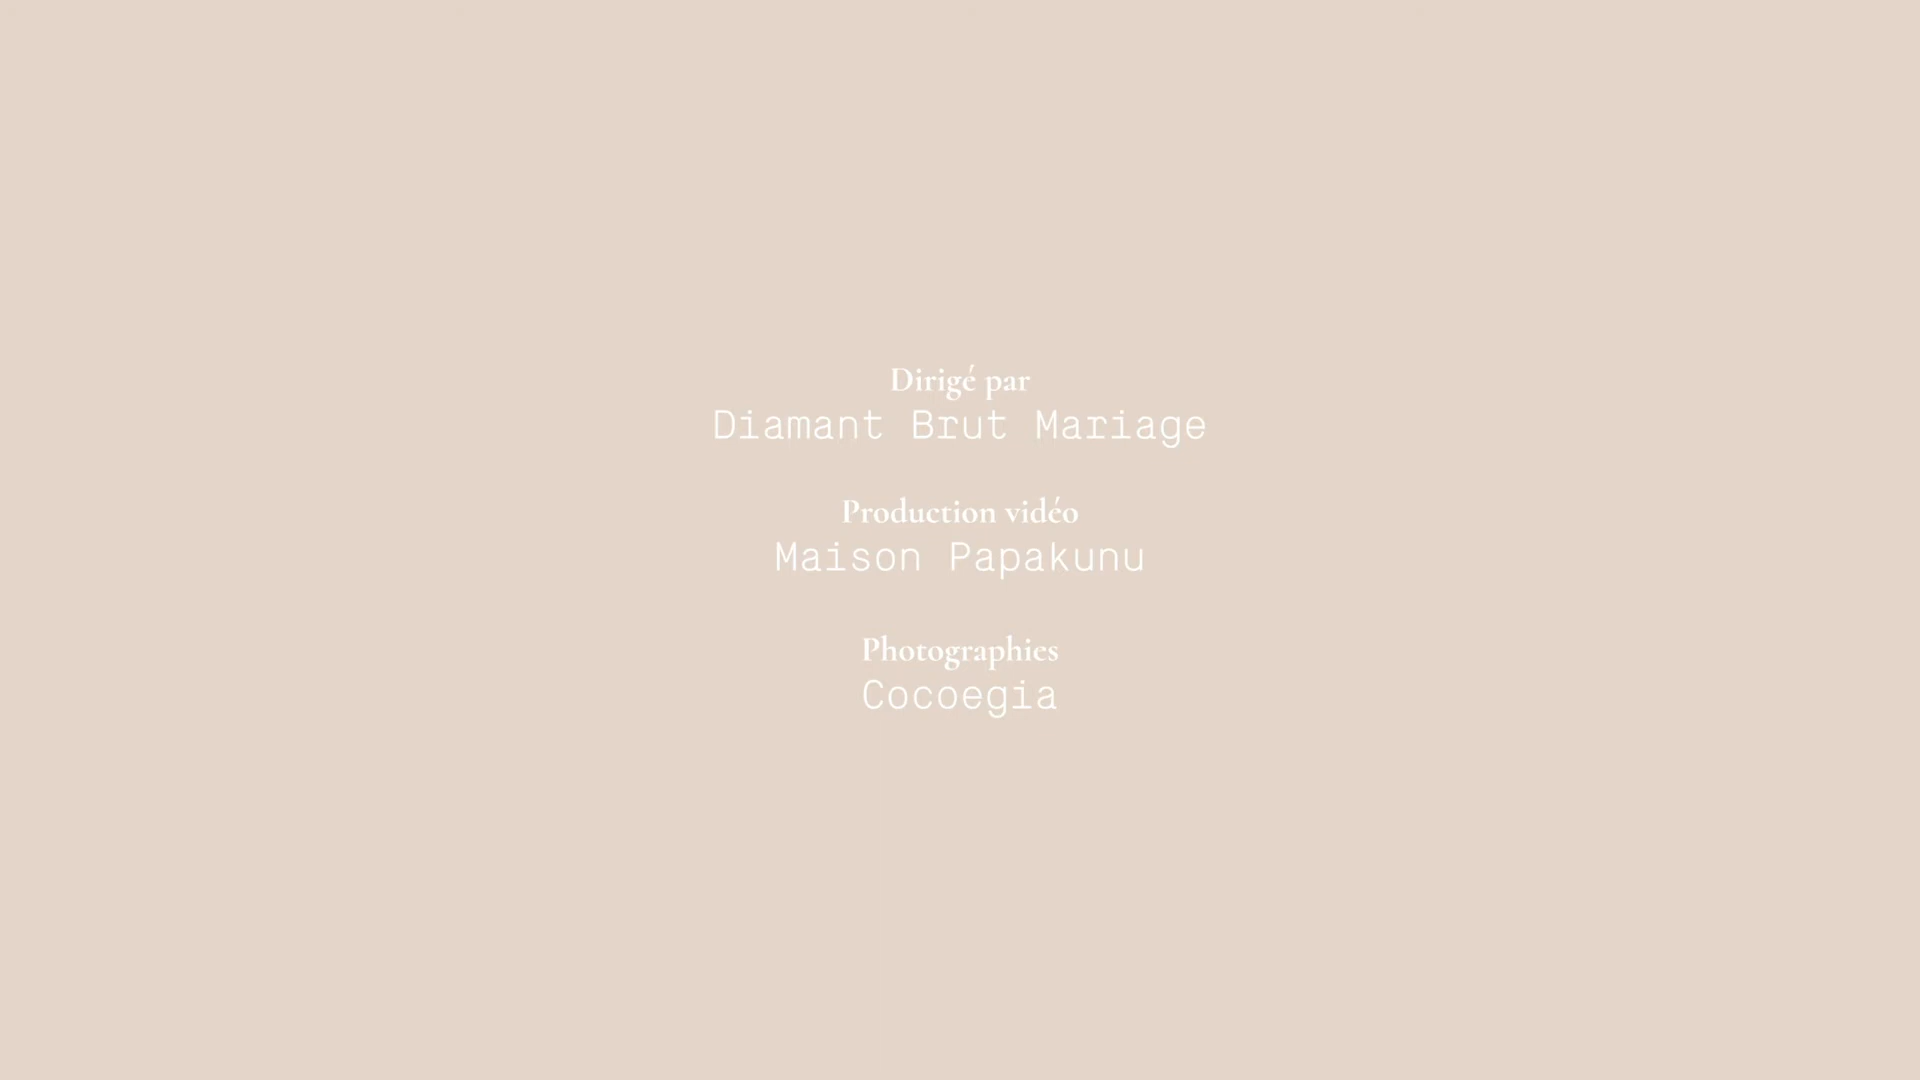 Dirigé par
Diamant Brut Mariage
Production vidéo
Maison Papakunu
Photographies
Cocoegia